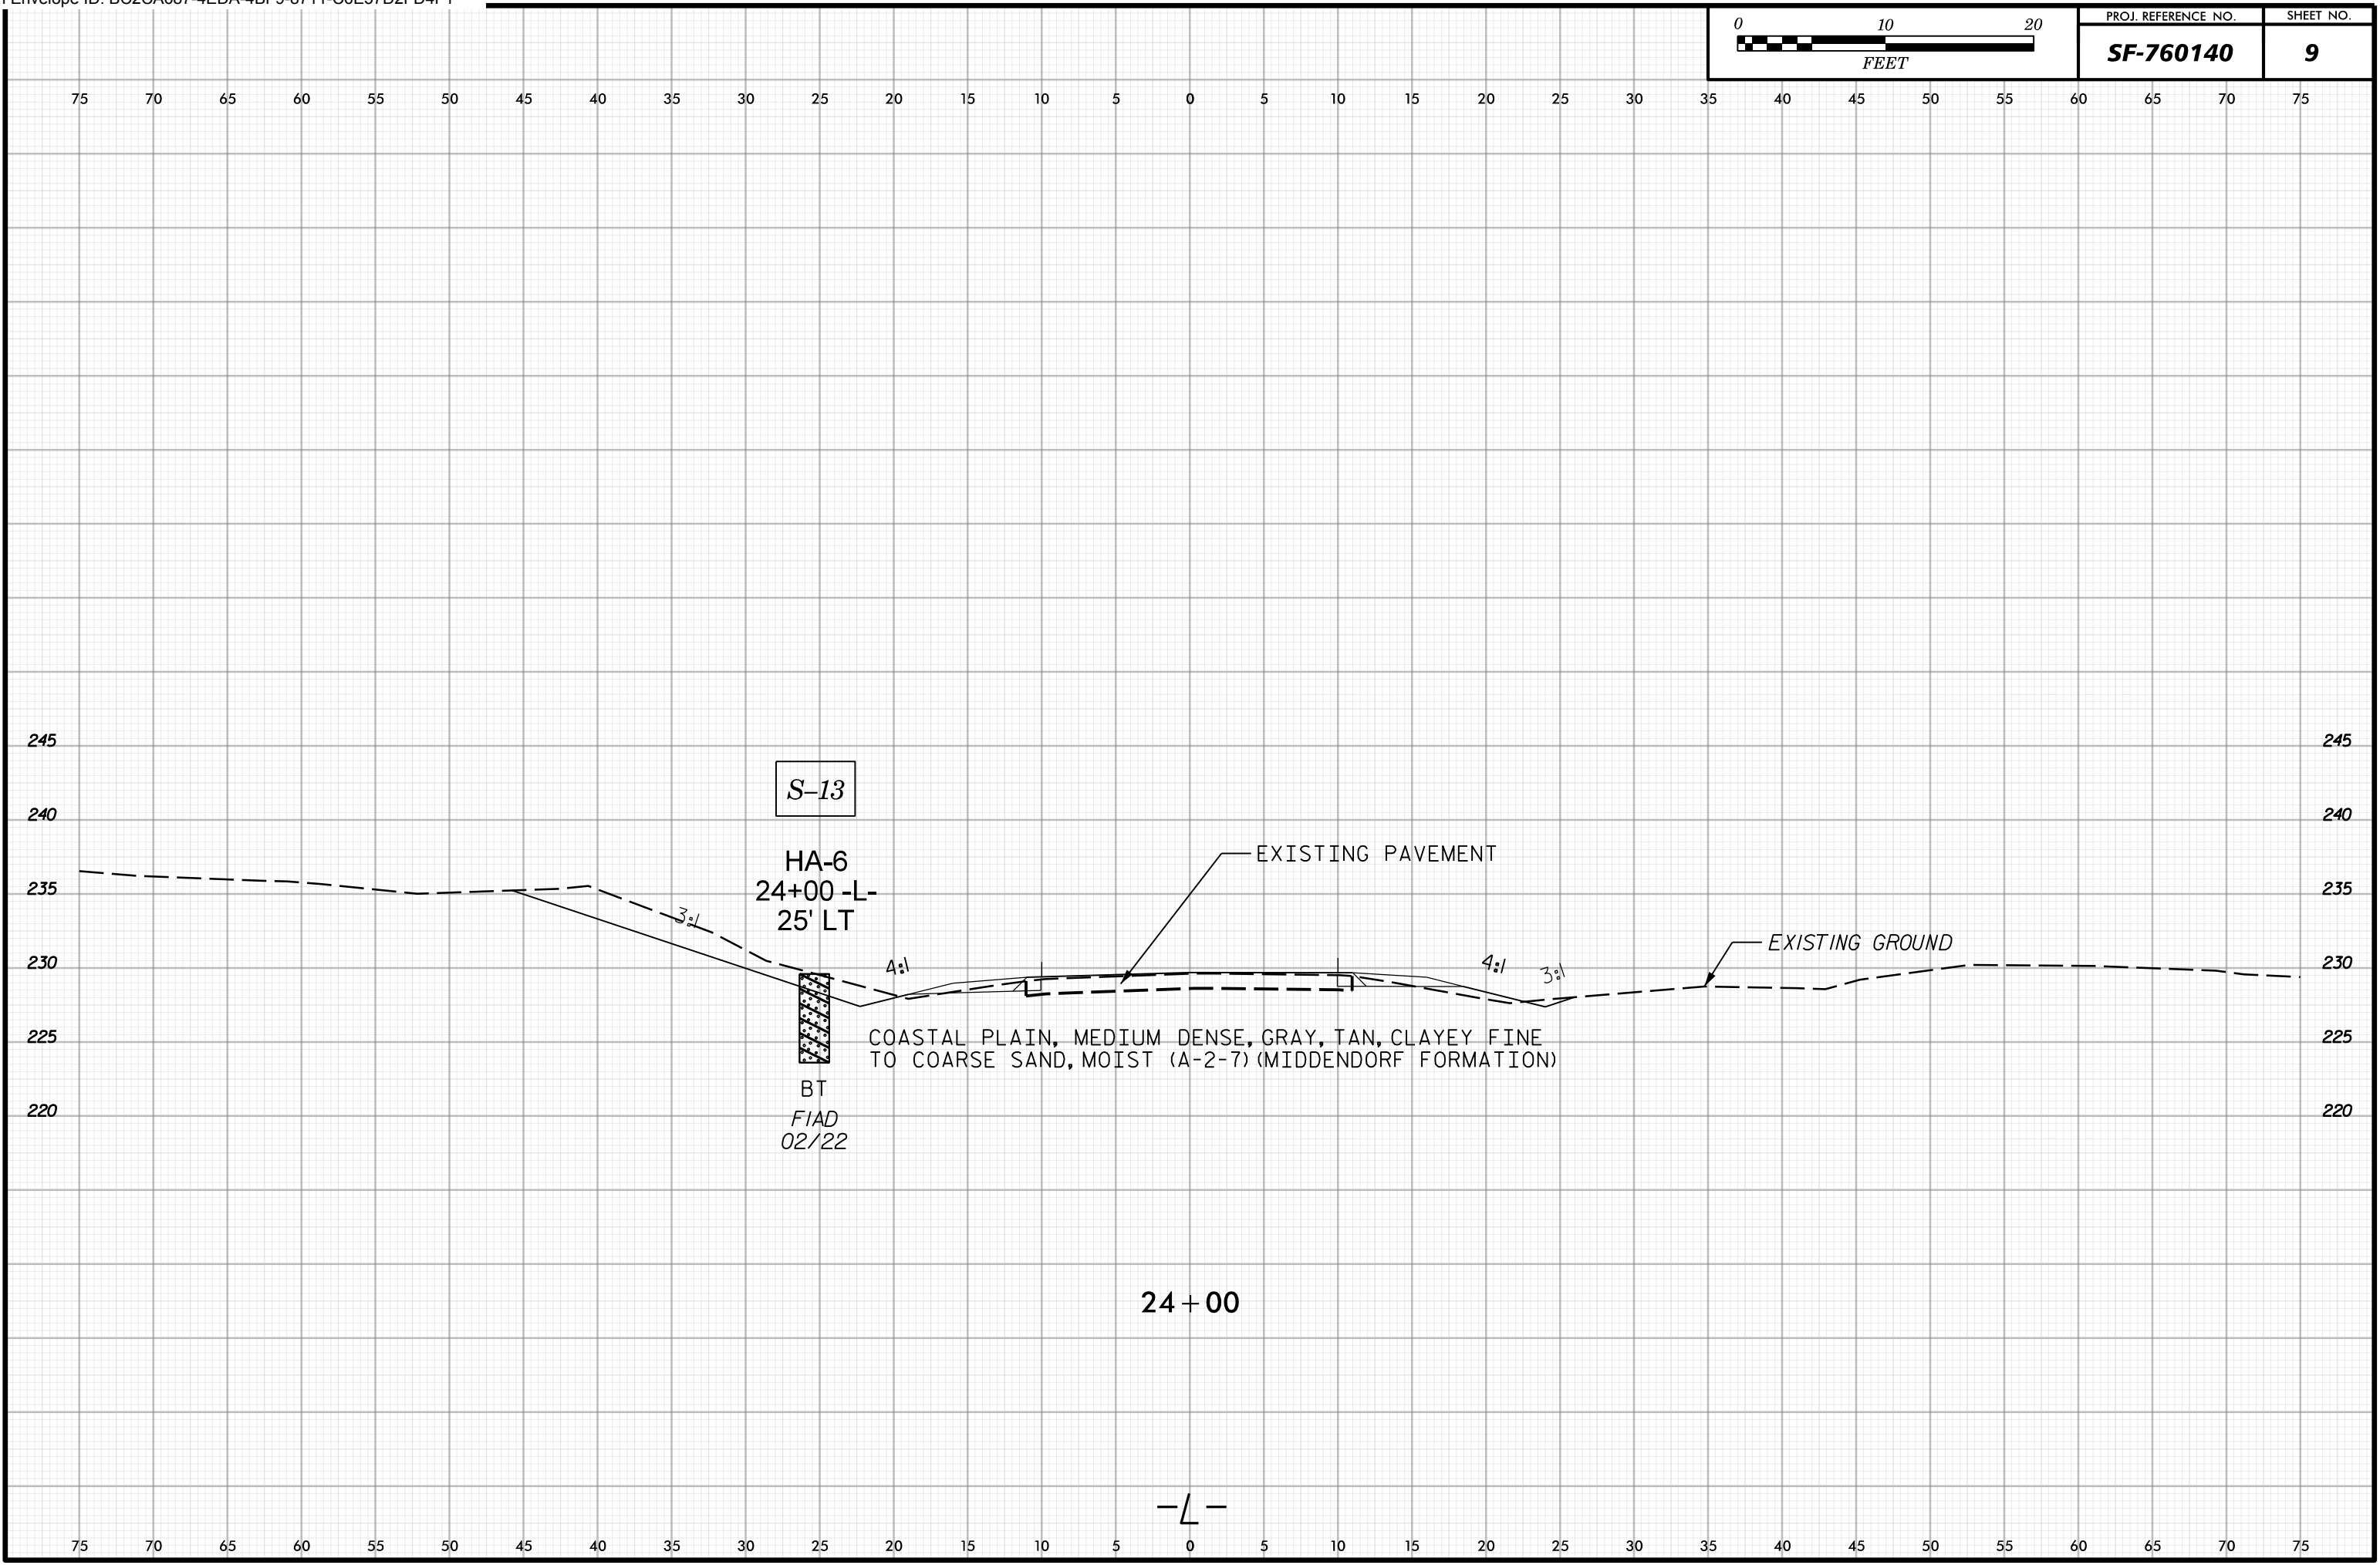 0 10 20
FEET
PROJ. REFERENCE NO.
SHEET NO.
SF-760140
9
75 70 65 60 55 50 45 40 35 30 25 20 15 10 5 0 5 10 15 20 25 30 35 40 45 50 55 60 65 70 75
245 245
S-13
240 240
HA-6
24+00 -L-
25' LT
EXISTING PAVEMENT
235 235
3:1
EXISTING GROUND
230 230
4:1
4:1
3:1
225 225
COASTAL PLAIN, MEDIUM DENSE, GRAY, TAN, CLAYEY FINE
TO COARSE SAND, MOIST (A-2-7) (MIDDENDORF FORMATION)
BT
FIAD
02/22
220 220
24+00
-L-
75 70 65 60 55 50 45 40 35 30 25 20 15 10 5 0 5 10 15 20 25 30 35 40 45 50 55 60 65 70 75